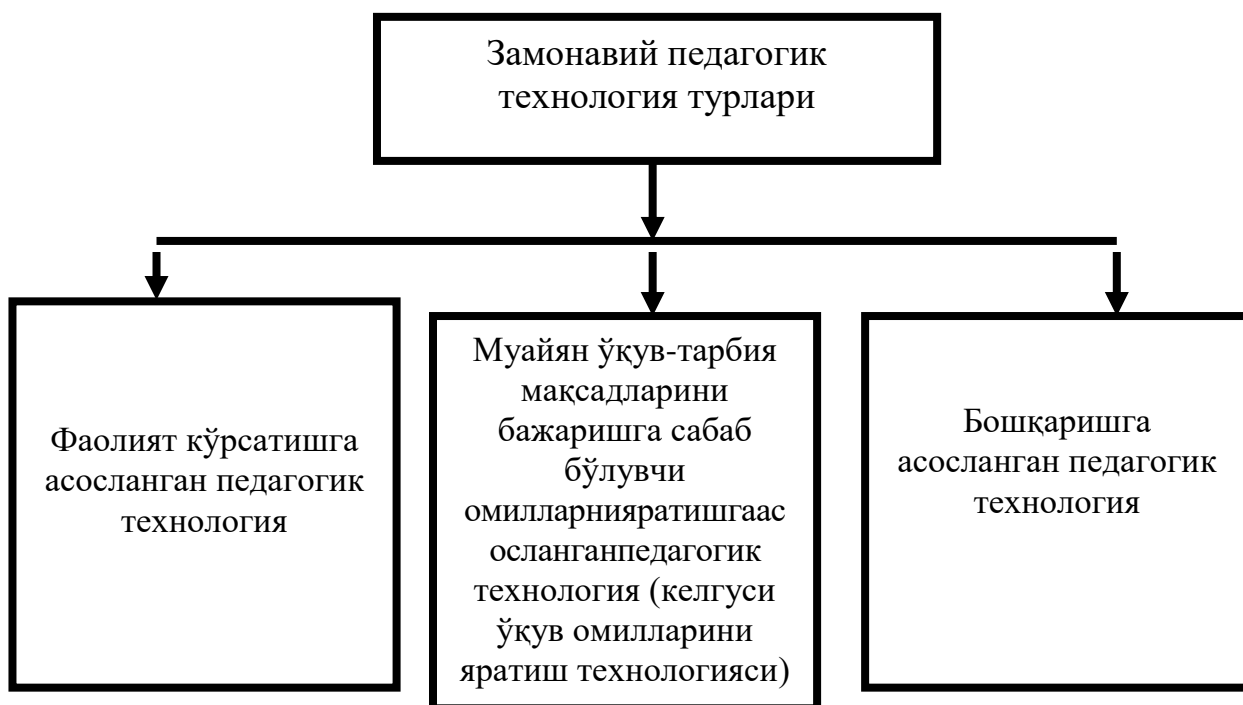 Замонавий педагогик
технология турлари
Фаолият кўрсатишга
асосланган педагогик
технология
Муайян ўқув-тарбия
мақсадларини
бажаришга сабаб
бўлувчи
омилларнияратишгаас
осланганпедагогик
технология (келгуси
ўқув омилларини
яратиш технологияси)
Бошқаришга
асосланган педагогик
технология